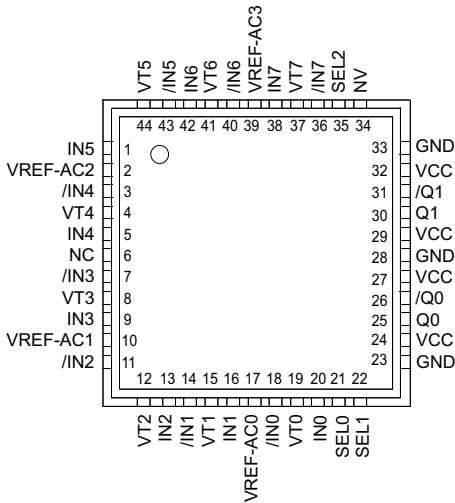 VT5 /IN5 IN6 VT6 /IN6 VREF-AC3 IN7 VT7 /IN7 SEL2 NV
44 43 42 41 40 39 38 37 36 35 34
IN5 1
VREF-AC2 2
/IN4 3
VT4 4
IN4 5
NC 6
/IN3 7
VT3 8
IN3 9
VREF-AC1 10
/IN2 11
33 GND
32 VCC
31 /Q1
30 Q1
29 VCC
28 GND
27 VCC
26 /Q0
25 Q0
24 VCC
23 GND
12 13 14 15 16 17 18 19 20 21 22
VT2 IN2 /IN1 VT1 IN1 VREF-AC0 /IN0 VT0 IN0 SEL0 SEL1